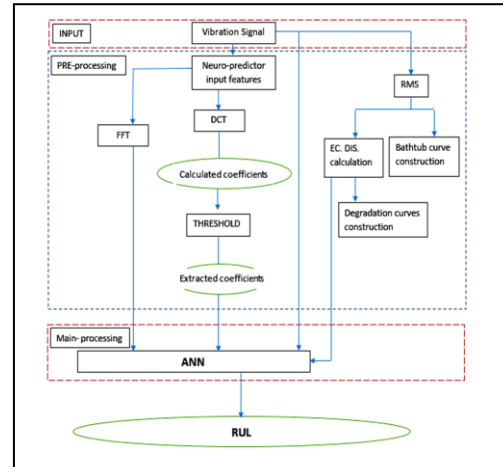 INPUT
Vibration Signal
PRE-processing
Neuro-predictor
input features
RMS
FFT
DCT
EC. DIS.
calculation
Bathtub curve
construction
Calculated coefficients
Degradation curves
construction
THRESHOLD
Extracted coefficients
Main- processing
ANN
RUL